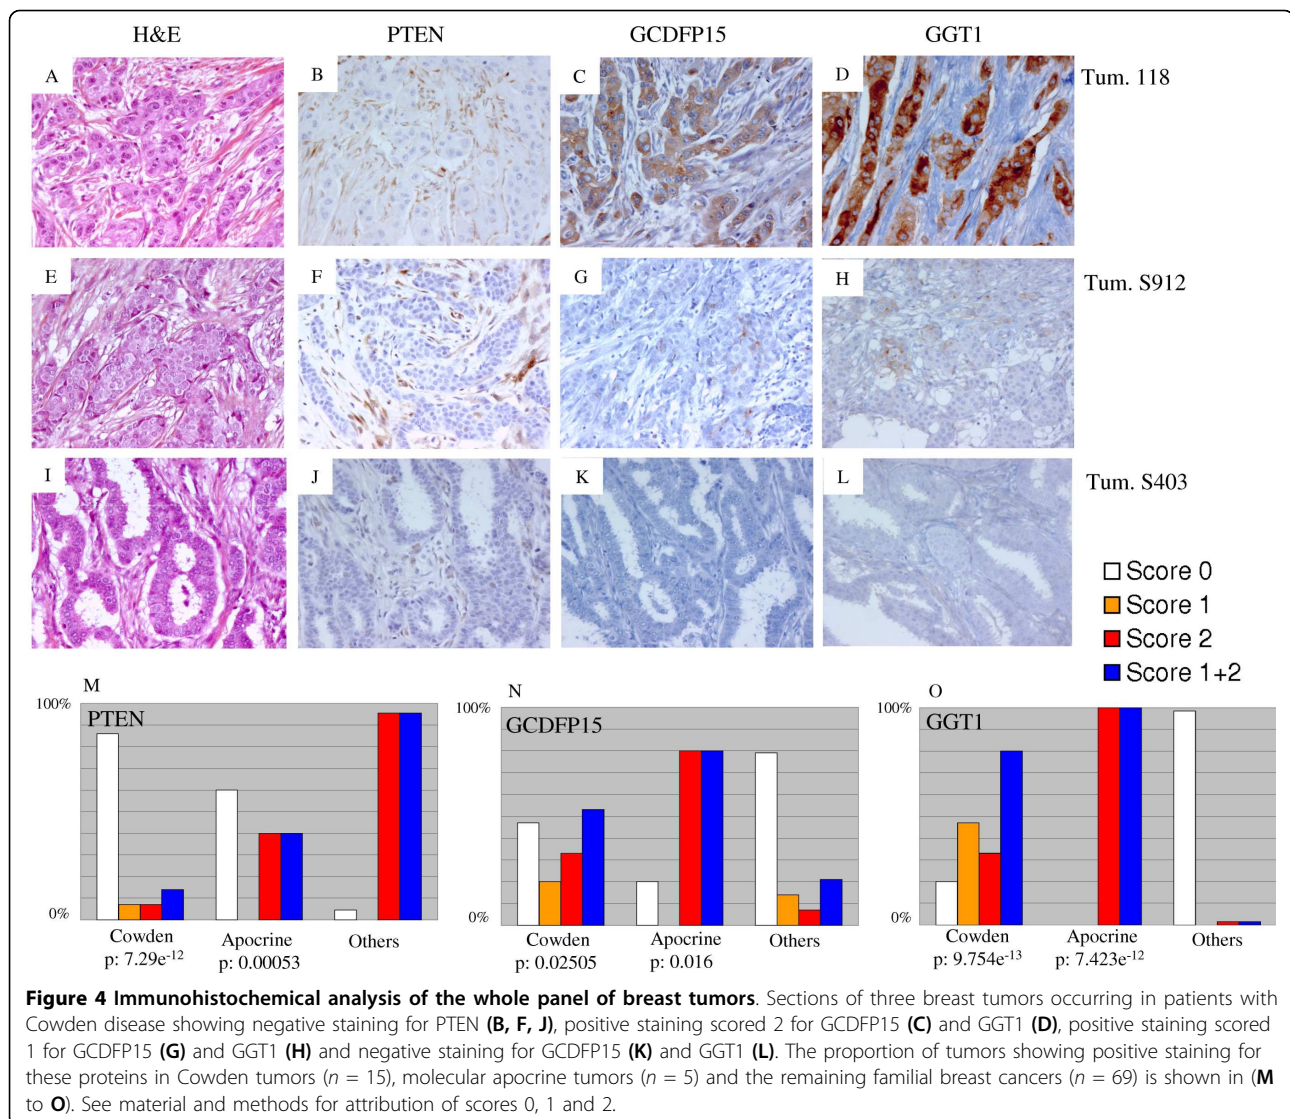 H&E PTEN GCDFP15 GGT1
A B C D Tum. 118
E F G H Tum. S912
I J K L Tum. S403
Score 0
Score 1
Score 2
Score 1+2
M N O
100% 100% 100%
PTEN GCDFP15 GGT1
0% 0% 0%
Cowden Apocrine Others Cowden Apocrine Others Cowden Apocrine Others
p: 7.29e-12 p: 0.00053 p: 0.02505 p: 0.016 p: 9.754e-13 p: 7.423e-12
Figure 4 Immunohistochemical analysis of the whole panel of breast tumors. Sections of three breast tumors occurring in patients with
Cowden disease showing negative staining for PTEN (B, F, J), positive staining scored 2 for GCDFP15 (C) and GGT1 (D), positive staining scored
1 for GCDFP15 (G) and GGT1 (H) and negative staining for GCDFP15 (K) and GGT1 (L). The proportion of tumors showing positive staining for
these proteins in Cowden tumors (n = 15), molecular apocrine tumors (n = 5) and the remaining familial breast cancers (n = 69) is shown in (M
to O). See material and methods for attribution of scores 0, 1 and 2.